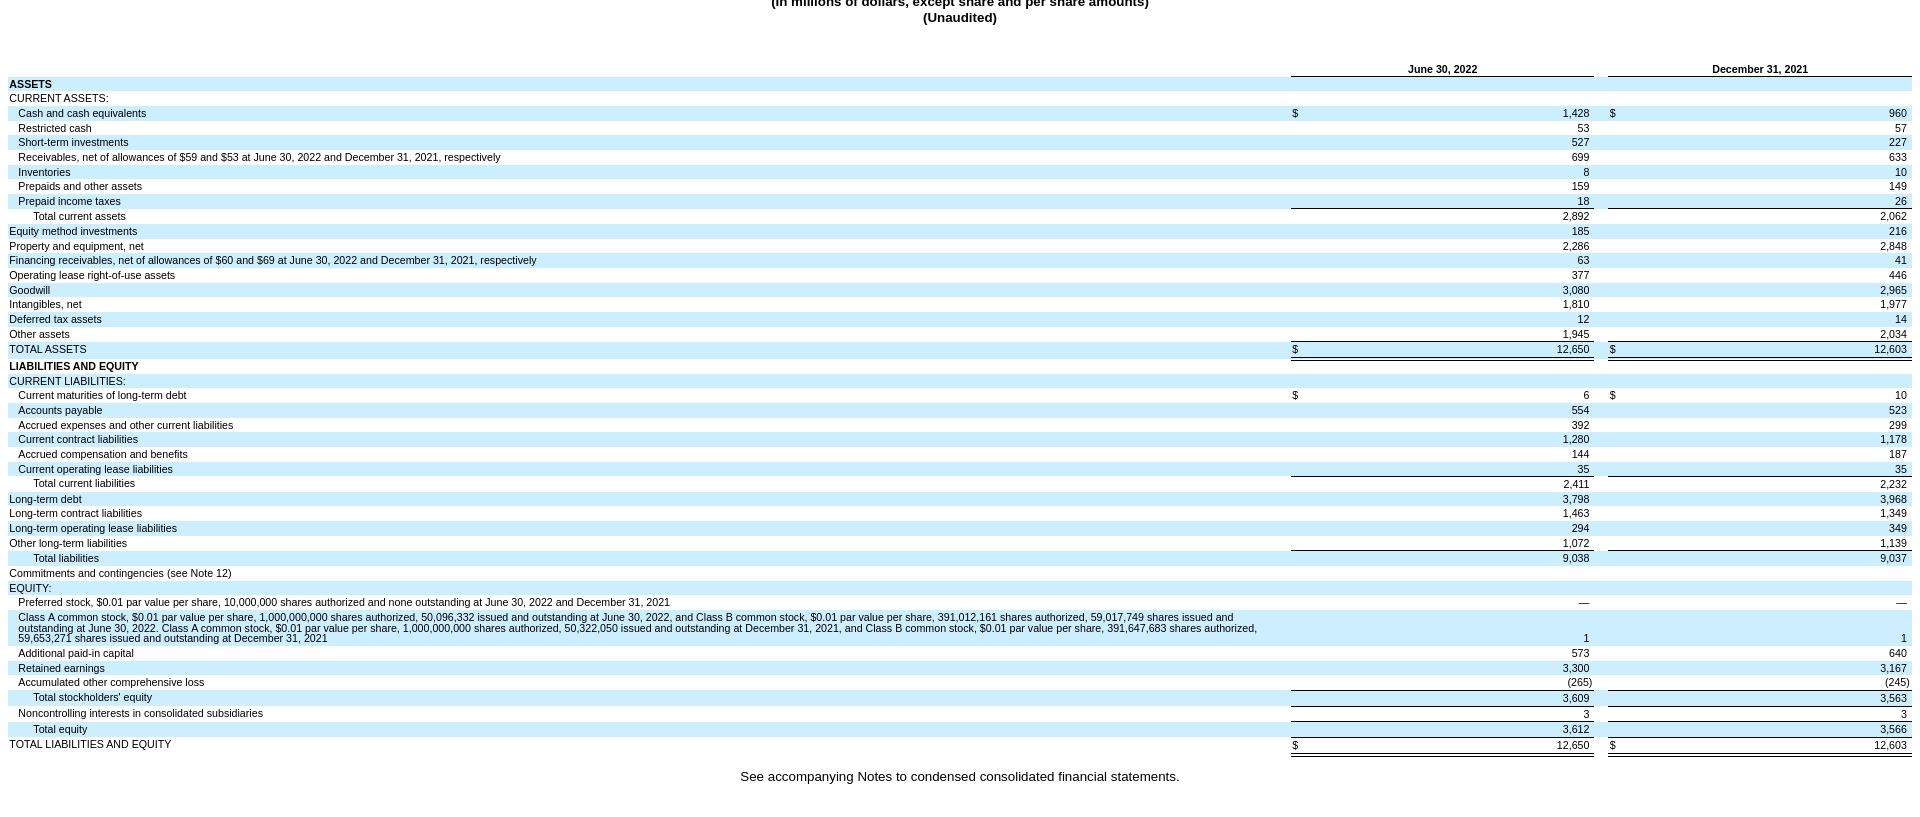 (In millions of dollars, except share and per share amounts)
(Unaudited)
June 30, 2022 December 31, 2021
ASSETS
CURRENT ASSETS:
Cash and cash equivalents $ 1,428 $ 960
Restricted cash 53 57
Short-term investments 527 227
Receivables, net of allowances of $59 and $53 at June 30, 2022 and December 31, 2021, respectively 699 633
Inventories 8 10
Prepaids and other assets 159 149
Prepaid income taxes 18 26
Total current assets 2,892 2,062
Equity method investments 185 216
Property and equipment, net 2,286 2,848
Financing receivables, net of allowances of $60 and $69 at June 30, 2022 and December 31, 2021, respectively 63 41
Operating lease right-of-use assets 377 446
Goodwill 3,080 2,965
Intangibles, net 1,810 1,977
Deferred tax assets 12 14
Other assets 1,945 2,034
TOTAL ASSETS $ 12,650 $ 12,603
LIABILITIES AND EQUITY
CURRENT LIABILITIES:
Current maturities of long-term debt $ 6 $ 10
Accounts payable 554 523
Accrued expenses and other current liabilities 392 299
Current contract liabilities 1,280 1,178
Accrued compensation and benefits 144 187
Current operating lease liabilities 35 35
Total current liabilities 2,411 2,232
Long-term debt 3,798 3,968
Long-term contract liabilities 1,463 1,349
Long-term operating lease liabilities 294 349
Other long-term liabilities 1,072 1,139
Total liabilities 9,038 9,037
Commitments and contingencies (see Note 12)
EQUITY:
Preferred stock, $0.01 par value per share, 10,000,000 shares authorized and none outstanding at June 30, 2022 and December 31, 2021 — —
Class A common stock, $0.01 par value per share, 1,000,000,000 shares authorized, 50,096,332 issued and outstanding at June 30, 2022, and Class B common stock, $0.01 par value per share, 391,012,161 shares authorized, 59,017,749 shares issued and
outstanding at June 30, 2022. Class A common stock, $0.01 par value per share, 1,000,000,000 shares authorized, 50,322,050 issued and outstanding at December 31, 2021, and Class B common stock, $0.01 par value per share, 391,647,683 shares authorized,
59,653,271 shares issued and outstanding at December 31, 2021 1 1
Additional paid-in capital 573 640
Retained earnings 3,300 3,167
Accumulated other comprehensive loss (265) (245)
Total stockholders' equity 3,609 3,563
Noncontrolling interests in consolidated subsidiaries 3 3
Total equity 3,612 3,566
TOTAL LIABILITIES AND EQUITY $ 12,650 $ 12,603
See accompanying Notes to condensed consolidated financial statements.